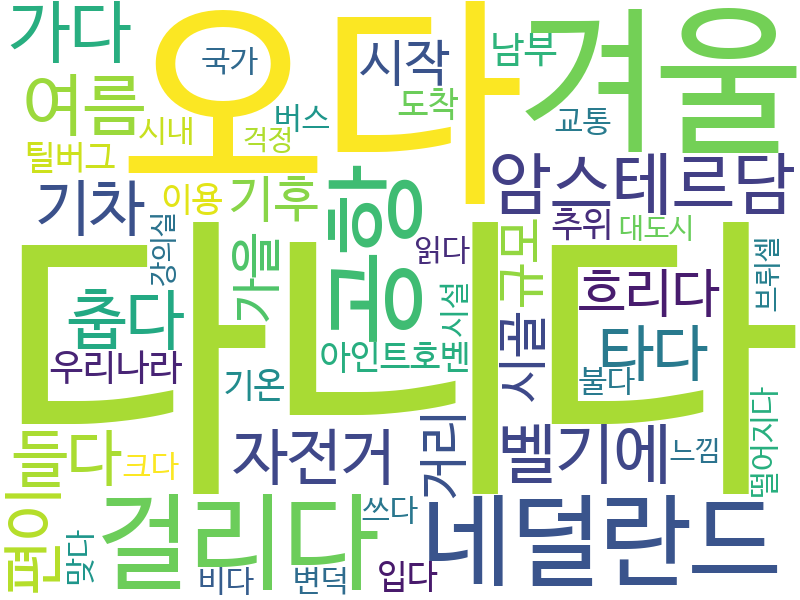 가다
오다
겨울
국가
시작
남부
여름
버스
도착
교통
시내
걱정
틸버그
암스테르담
기차
이용
기후
공항
추위
대도시
강의실
가을
읽다
규모
브뤼셀
다니다
춥다
시설
흐리다
우리나라
아인트호벤
시골
타다
기온
불다
들다
크다
자전거
거리
벨기에
느낌
떨어지다
편이
걸리다
쓰다
네덜란드
맞다
비다
변덕
입다